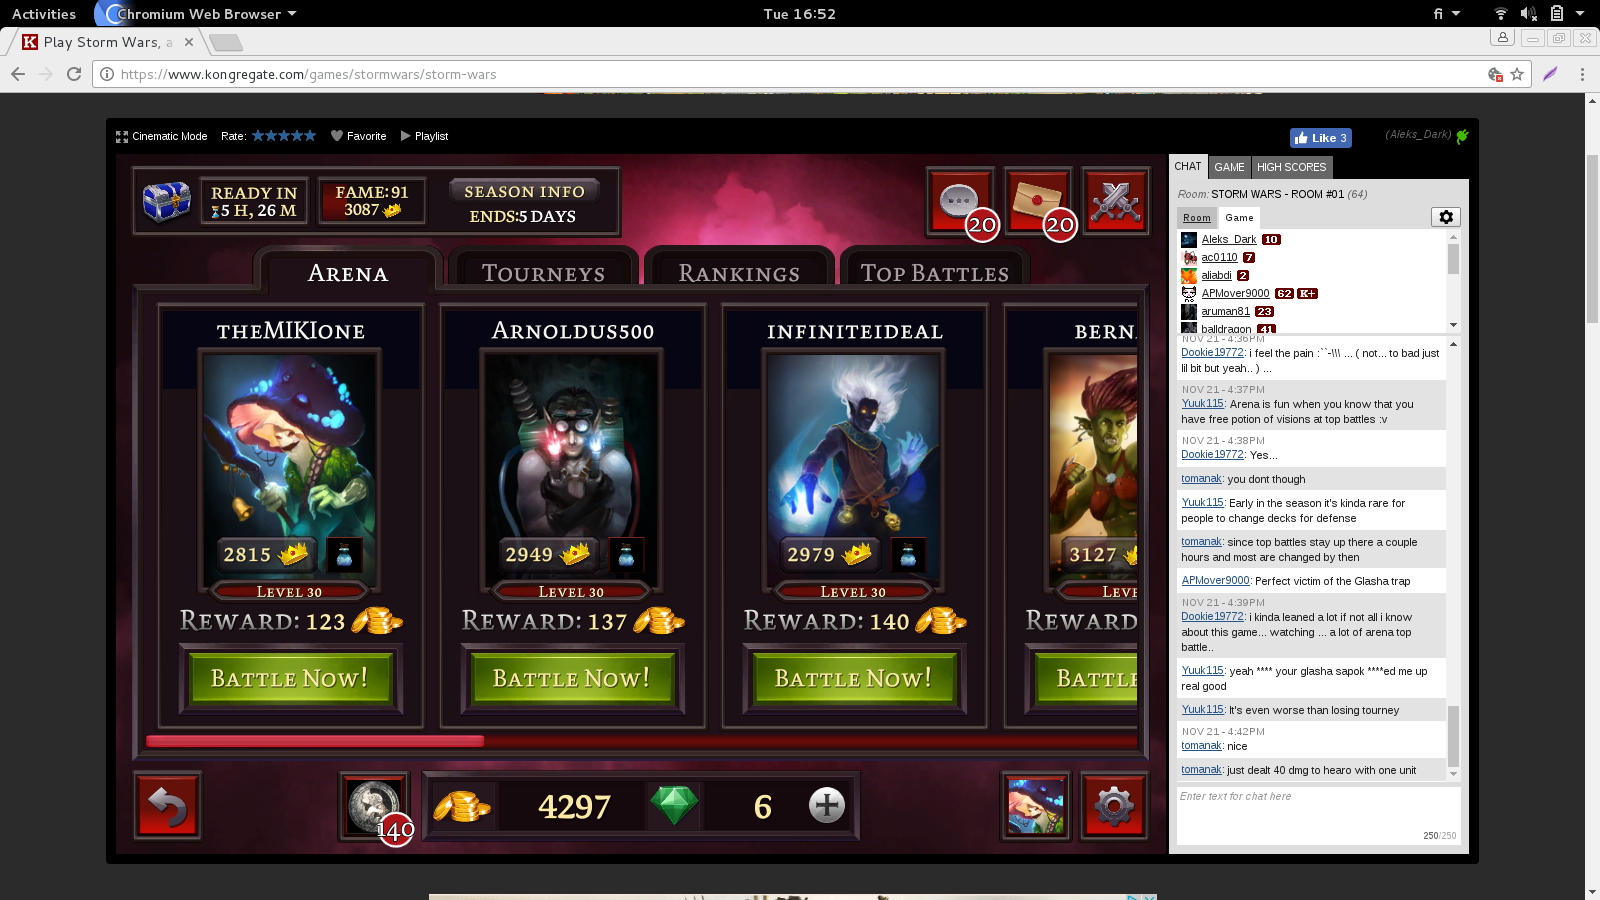 Activities
Chromium Web Browser
Tue 16:52
fi
Play Storm Wars, a
https://www.kongregate.com/games/stormwars/storm-wars
Cinematic Mode
Rate:
Favorite
Playlist
Like 3
(Aleks_Dark)
READY IN
5 H, 26 M
FAME: 91
3087
SEASON INFO
ENDS:5 DAYS
20
20
ARENA
TOURNEYS
RANKINGS
TOP BATTLES
THEMIKIONE
2815
LEVEL 30
REWARD: 123
BATTLE NOW!
ARNOLDUS500
2949
LEVEL 30
REWARD: 137
BATTLE NOW!
INFINITEIDEAL
2979
LEVEL 30
REWARD: 140
BATTLE NOW!
BERN
3127
LEVE
REWARD
BATTL
140
4297
6
CHAT
GAME
HIGH SCORES
Room: STORM WARS - ROOM #01 (64)
Room
Game
Aleks_Dark 10
ac0110 7
aliabdi 2
APMover9000 62 K+
aruman81 23
balldragon 41
NOV 21 - 4:36PM
Dookie19772: i feel the pain :``-\\\ ... ( not... to bad just
lil bit but yeah.. ) ...
NOV 21 - 4:37PM
Yuuk115: Arena is fun when you know that you
have free potion of visions at top battles :v
NOV 21 - 4:38PM
Dookie19772: Yes...
tomanak: you dont though
Yuuk115: Early in the season it's kinda rare for
people to change decks for defense
tomanak: since top battles stay up there a couple
hours and most are changed by then
APMover9000: Perfect victim of the Glasha trap
NOV 21 - 4:39PM
Dookie19772: i kinda leaned a lot if not all i know
about this game... watching ... a lot of arena top
battle..
Yuuk115: yeah **** your glasha sapok ****ed me up
real good
Yuuk115: It's even worse than losing tourney
NOV 21 - 4:42PM
tomanak: nice
tomanak: just dealt 40 dmg to hearo with one unit
Enter text for chat here
250/250